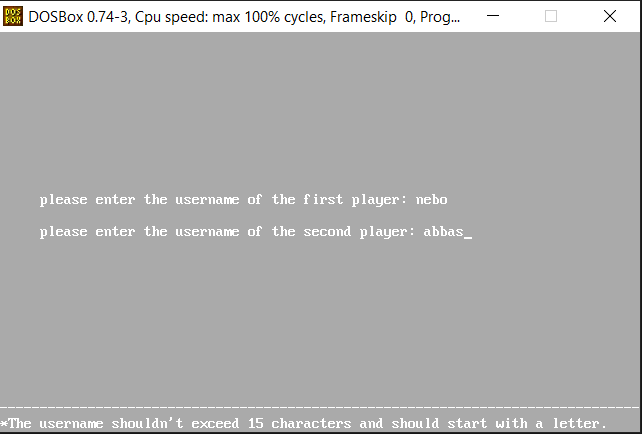 DOS
BOX
DOSBox 0.74-3, Cpu speed: max 100% cycles, Frameskip 0, Prog...
please enter the username of the first player: nebo
please enter the username of the second player: abbas_
--------------------------------------------------------------------------------
*The username shouldn't exceed 15 characters and should start with a letter.